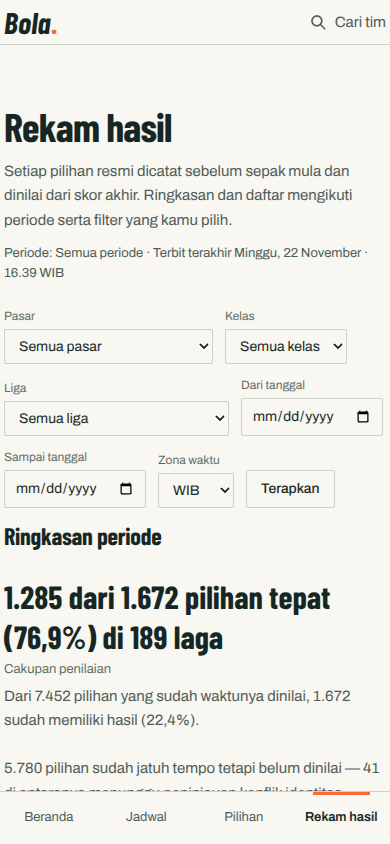 Bola.
Cari tim
Rekam hasil
Setiap pilihan resmi dicatat sebelum sepak mula dan
dinilai dari skor akhir. Ringkasan dan daftar mengikuti
periode serta filter yang kamu pilih.
Periode: Semua periode · Terbit terakhir Minggu, 22 November ·
16.39 WIB
Pasar
Kelas
Semua pasar
Semua kelas
Liga
Dari tanggal
Semua liga
mm/dd/yyyy
Sampai tanggal
Zona waktu
mm/dd/yyyy
WIB
Terapkan
Ringkasan periode
1.285 dari 1.672 pilihan tepat
(76,9%) di 189 laga
Cakupan penilaian
Dari 7.452 pilihan yang sudah waktunya dinilai, 1.672
sudah memiliki hasil (22,4%).
5.780 pilihan sudah jatuh tempo tetapi belum dinilai — 41
Beranda
Jadwal
Pilihan
Rekam hasil